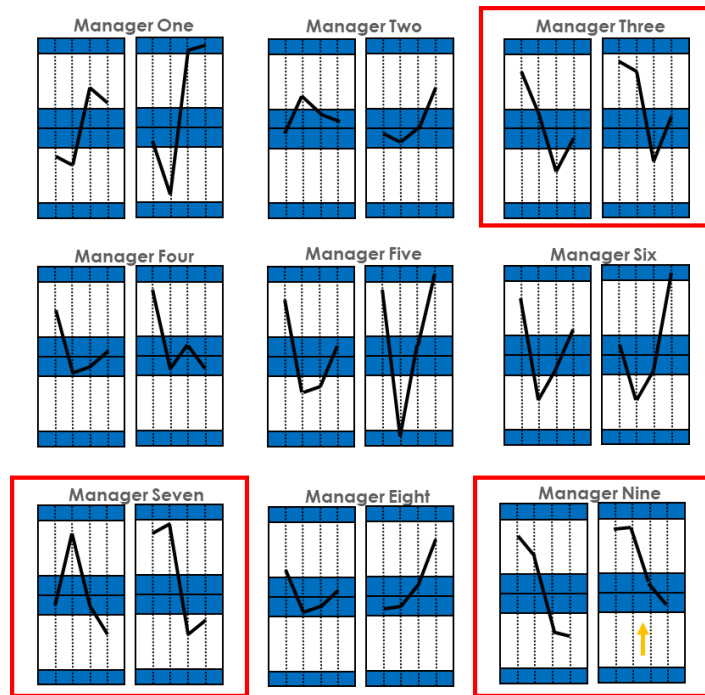 Manager One
Manager Two
Manager Three
Manager Four
Manager Five
Manager Six
Manager Seven
Manager Eight
Manager Nine